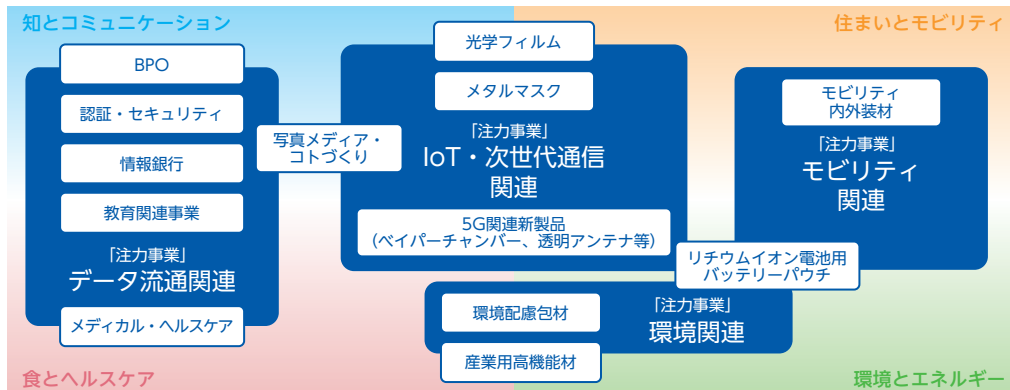 知とコミュニケーション
住まいとモビリティ
BPO
認証・セキュリティ
情報銀行
教育関連事業
「注力事業」
データ流通関連
メディカル・ヘルスケア
写真メディア・
コトづくり
光学フィルム
メタルマスク
「注力事業」
IoT・次世代通信
関連
5G関連新製品
（ベイパーチャンバー、透明アンテナ等）
モビリティ
内外装材
「注力事業」
モビリティ
関連
リチウムイオン電池用
バッテリーパウチ
環境配慮包材
「注力事業」
環境関連
産業用高機能材
食とヘルスケア
環境とエネルギー